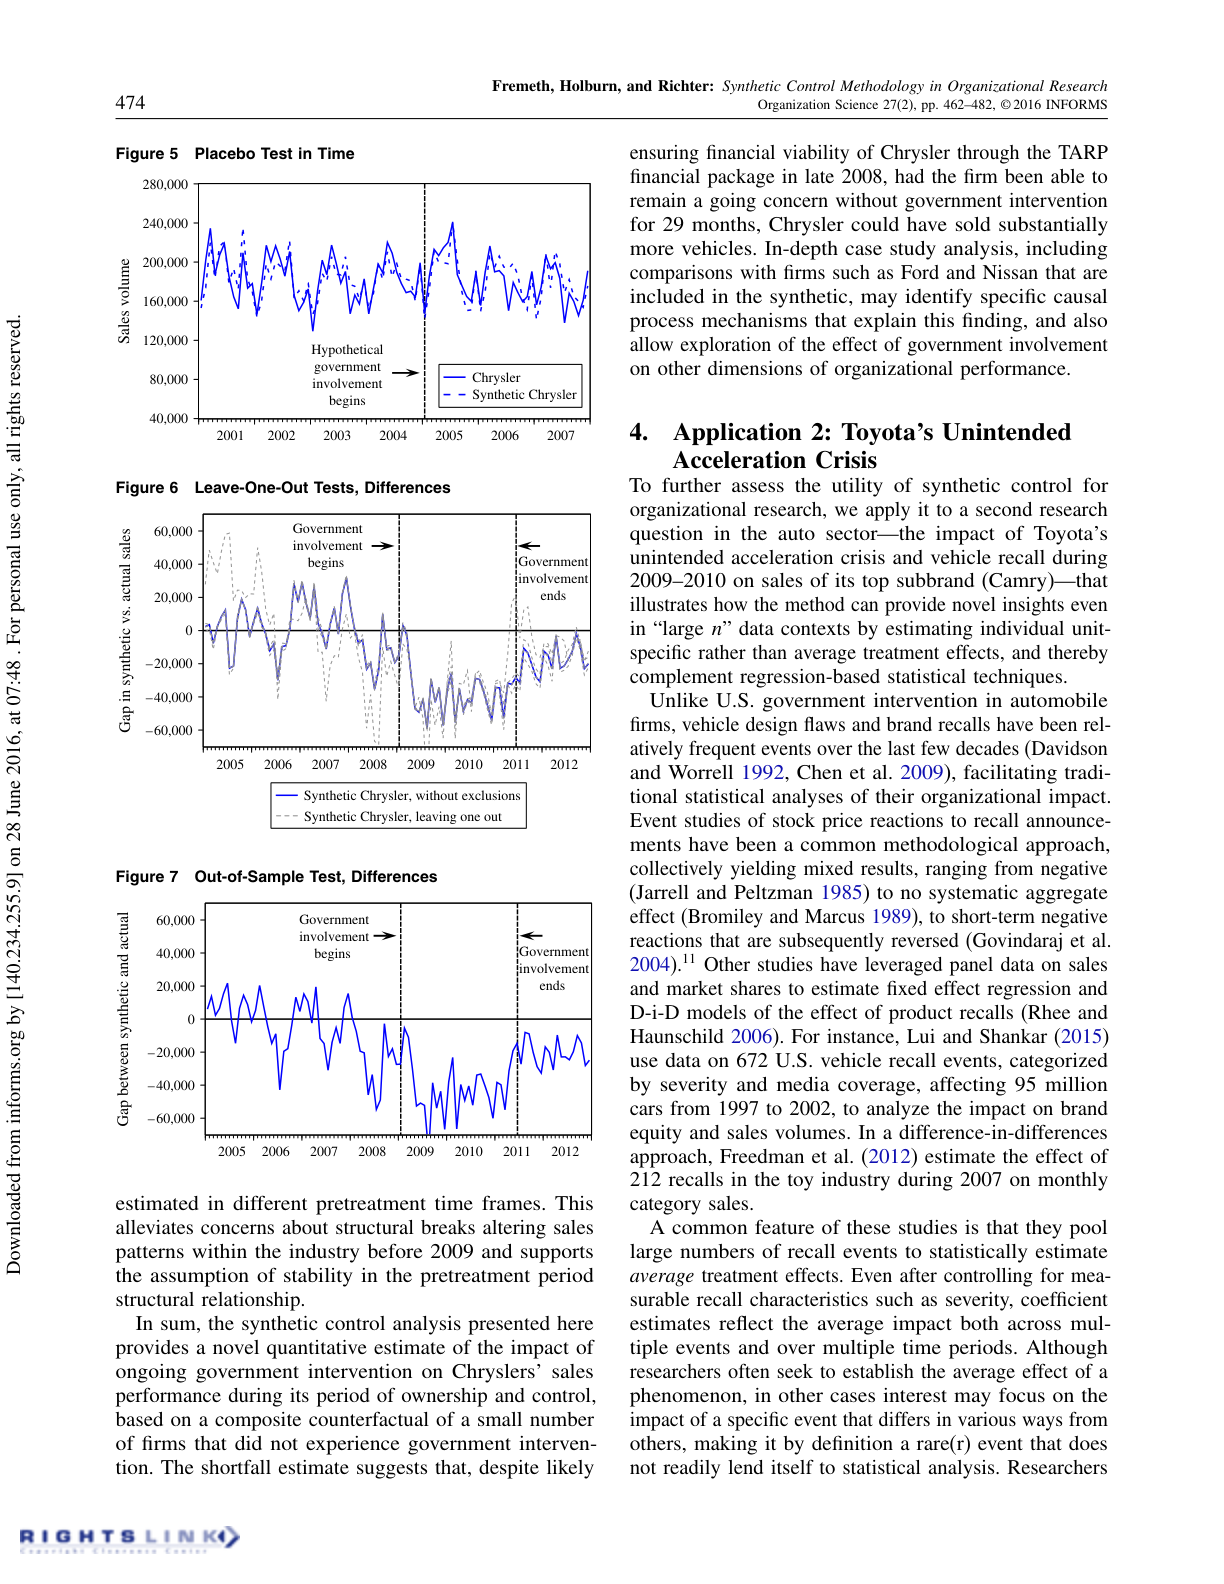 Fremeth, Holburn, and Richter: Synthetic Control Methodology in Organizational Research
474
Organization Science 27(2), pp. 462–482, © 2016 INFORMS
Figure 5 Placebo Test in Time
280,000
240,000
200,000
160,000
120,000
80,000
40,000
Sales volume
Hypothetical
government
involvement
begins
Chrysler
Synthetic Chrysler
2001 2002 2003 2004 2005 2006 2007
Figure 6 Leave-One-Out Tests, Differences
60,000
40,000
20,000
0
−20,000
−40,000
−60,000
Gap in synthetic vs. actual sales
Government
involvement
begins
Government
involvement
ends
2005 2006 2007 2008 2009 2010 2011 2012
Synthetic Chrysler, without exclusions
Synthetic Chrysler, leaving one out
Figure 7 Out-of-Sample Test, Differences
60,000
40,000
20,000
0
−20,000
−40,000
−60,000
Gap between synthetic and actual
Government
involvement
begins
Government
involvement
ends
2005 2006 2007 2008 2009 2010 2011 2012
estimated in different pretreatment time frames. This
alleviates concerns about structural breaks altering sales
patterns within the industry before 2009 and supports
the assumption of stability in the pretreatment period
structural relationship.
In sum, the synthetic control analysis presented here
provides a novel quantitative estimate of the impact of
ongoing government intervention on Chryslers' sales
performance during its period of ownership and control,
based on a composite counterfactual of a small number
of firms that did not experience government interven-
tion. The shortfall estimate suggests that, despite likely
ensuring financial viability of Chrysler through the TARP
financial package in late 2008, had the firm been able to
remain a going concern without government intervention
for 29 months, Chrysler could have sold substantially
more vehicles. In-depth case study analysis, including
comparisons with firms such as Ford and Nissan that are
included in the synthetic, may identify specific causal
process mechanisms that explain this finding, and also
allow exploration of the effect of government involvement
on other dimensions of organizational performance.
4. Application 2: Toyota's Unintended
Acceleration Crisis
To further assess the utility of synthetic control for
organizational research, we apply it to a second research
question in the auto sector—the impact of Toyota's
unintended acceleration crisis and vehicle recall during
2009–2010 on sales of its top subbrand (Camry)—that
illustrates how the method can provide novel insights even
in “large n” data contexts by estimating individual unit-
specific rather than average treatment effects, and thereby
complement regression-based statistical techniques.
Unlike U.S. government intervention in automobile
firms, vehicle design flaws and brand recalls have been rel-
atively frequent events over the last few decades (Davidson
and Worrell 1992, Chen et al. 2009), facilitating tradi-
tional statistical analyses of their organizational impact.
Event studies of stock price reactions to recall announce-
ments have been a common methodological approach,
collectively yielding mixed results, ranging from negative
(Jarrell and Peltzman 1985) to no systematic aggregate
effect (Bromiley and Marcus 1989), to short-term negative
reactions that are subsequently reversed (Govindaraj et al.
2004).11 Other studies have leveraged panel data on sales
and market shares to estimate fixed effect regression and
D-i-D models of the effect of product recalls (Rhee and
Haunschild 2006). For instance, Lui and Shankar (2015)
use data on 672 U.S. vehicle recall events, categorized
by severity and media coverage, affecting 95 million
cars from 1997 to 2002, to analyze the impact on brand
equity and sales volumes. In a difference-in-differences
approach, Freedman et al. (2012) estimate the effect of
212 recalls in the toy industry during 2007 on monthly
category sales.
A common feature of these studies is that they pool
large numbers of recall events to statistically estimate
average treatment effects. Even after controlling for mea-
surable recall characteristics such as severity, coefficient
estimates reflect the average impact both across mul-
tiple events and over multiple time periods. Although
researchers often seek to establish the average effect of a
phenomenon, in other cases interest may focus on the
impact of a specific event that differs in various ways from
others, making it by definition a rare(r) event that does
not readily lend itself to statistical analysis. Researchers
Downloaded from informs.org by [140.234.255.9] on 28 June 2016, at 07:48 . For personal use only, all rights reserved.
RIGHTSLINK
Copyright Clearance Center